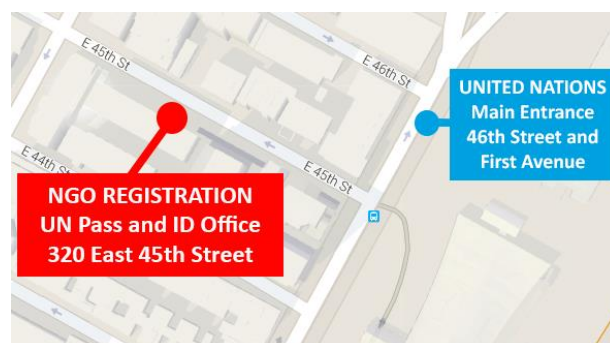 E 45th St
E 46th St
UNITED NATIONS
Main Entrance
46th Street and
First Avenue
E 44th St
E 45th St
NGO REGISTRATION
UN Pass and ID Office
320 East 45th Street